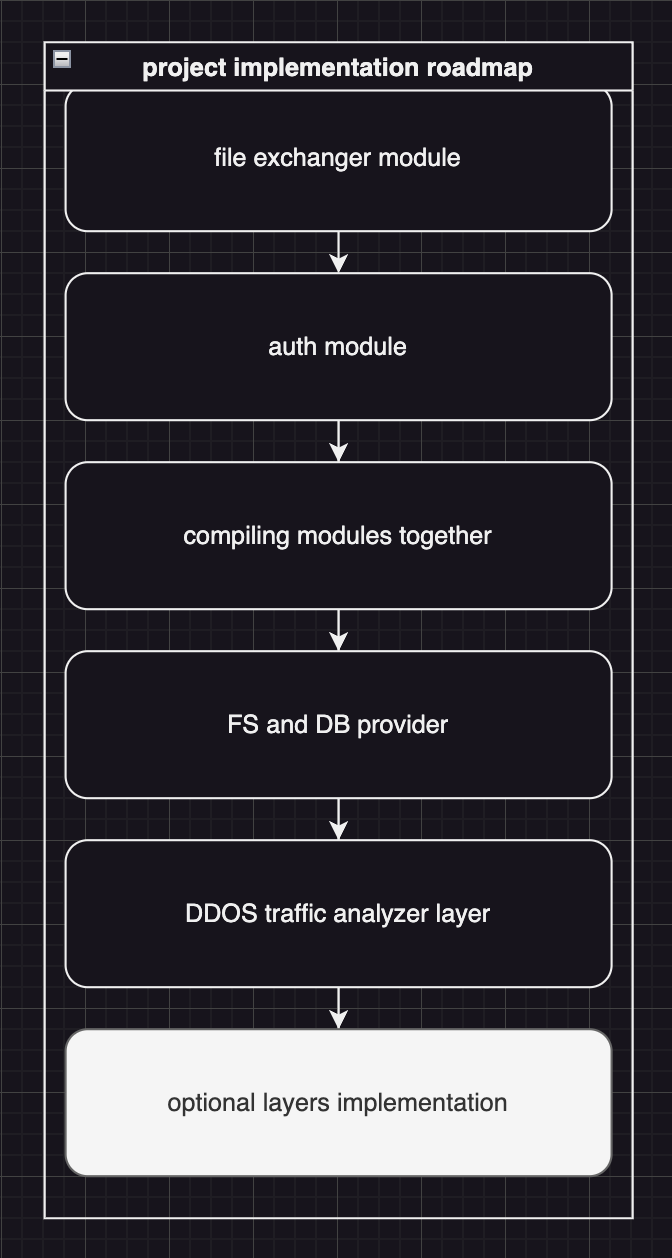 project implementation roadmap
file exchanger module
auth module
compiling modules together
FS and DB provider
DDOS traffic analyzer layer
optional layers implementation